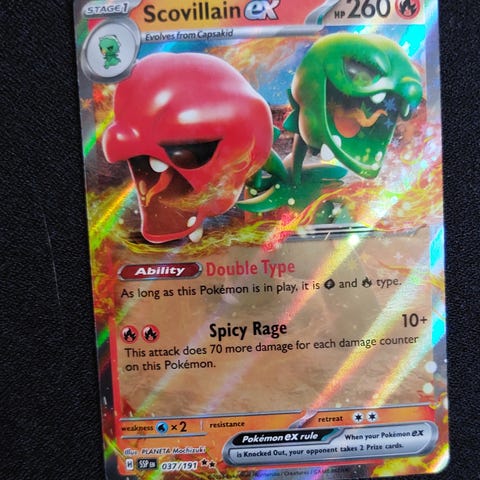 STAGE 1
Scovillain ex HP 260
Evolves from Capsakid
Ability Double Type
As long as this Pokémon is in play, it is and type.
Spicy Rage 10+
This attack does 70 more damage for each damage counter
on this Pokémon.
weakness ×2 resistance retreat
Pokémon ex rule When your Pokémon ex
is Knocked Out, your opponent takes 2 Prize cards.
Illus. PLANETA Mochizuki
H SSP EN 037/191